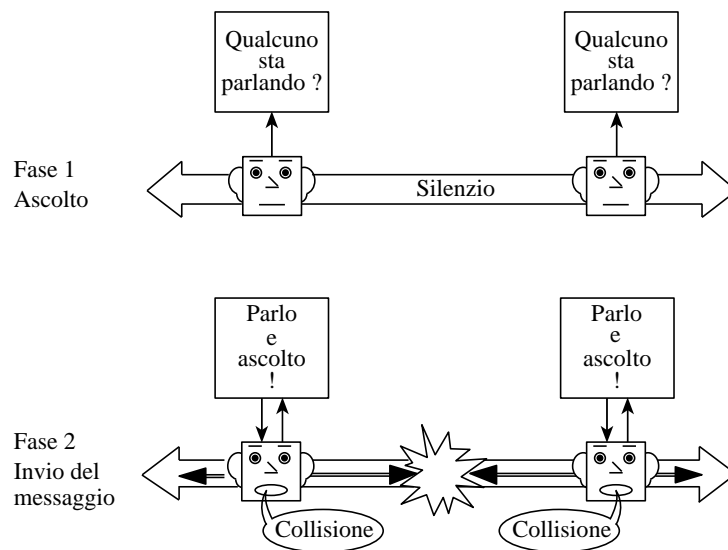 Qualcuno
sta
parlando ?
Qualcuno
sta
parlando ?
Fase 1
Ascolto
Silenzio
Parlo
e
ascolto
!
Parlo
e
ascolto
!
Fase 2
Invio del
messaggio
Collisione
Collisione